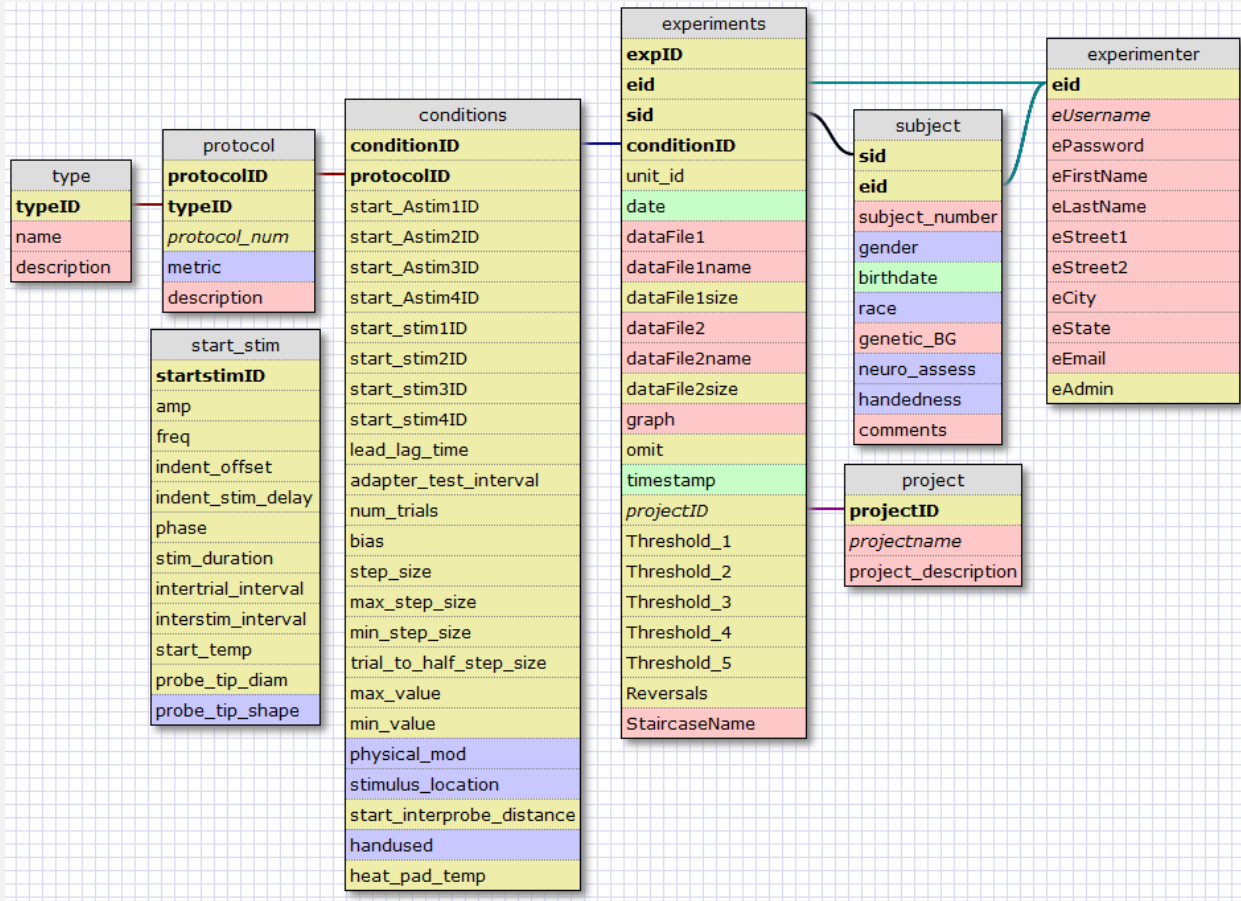 type
typeID
name
description
protocol
protocolID
typeID
protocol_num
metric
description
start_stim
startstimID
amp
freq
indent_offset
indent_stim_delay
phase
stim_duration
intertrial_interval
interstim_interval
start_temp
probe_tip_diam
probe_tip_shape
conditions
conditionID
protocolID
start_Astim1ID
start_Astim2ID
start_Astim3ID
start_Astim4ID
start_stim1ID
start_stim2ID
start_stim3ID
start_stim4ID
lead_lag_time
adapter_test_interval
num_trials
bias
step_size
max_step_size
min_step_size
trial_to_half_step_size
max_value
min_value
physical_mod
stimulus_location
start_interprobe_distance
handused
heat_pad_temp
experiments
expID
eid
sid
conditionID
unit_id
date
dataFile1
dataFile1name
dataFile1size
dataFile2
dataFile2name
dataFile2size
graph
omit
timestamp
projectID
Threshold_1
Threshold_2
Threshold_3
Threshold_4
Threshold_5
Reversals
StaircaseName
subject
sid
eid
subject_number
gender
birthdate
race
genetic_BG
neuro_assess
handedness
comments
project
projectID
projectname
project_description
experimenter
eid
eUsername
ePassword
eFirstName
eLastName
eStreet1
eStreet2
eCity
eState
eEmail
eAdmin